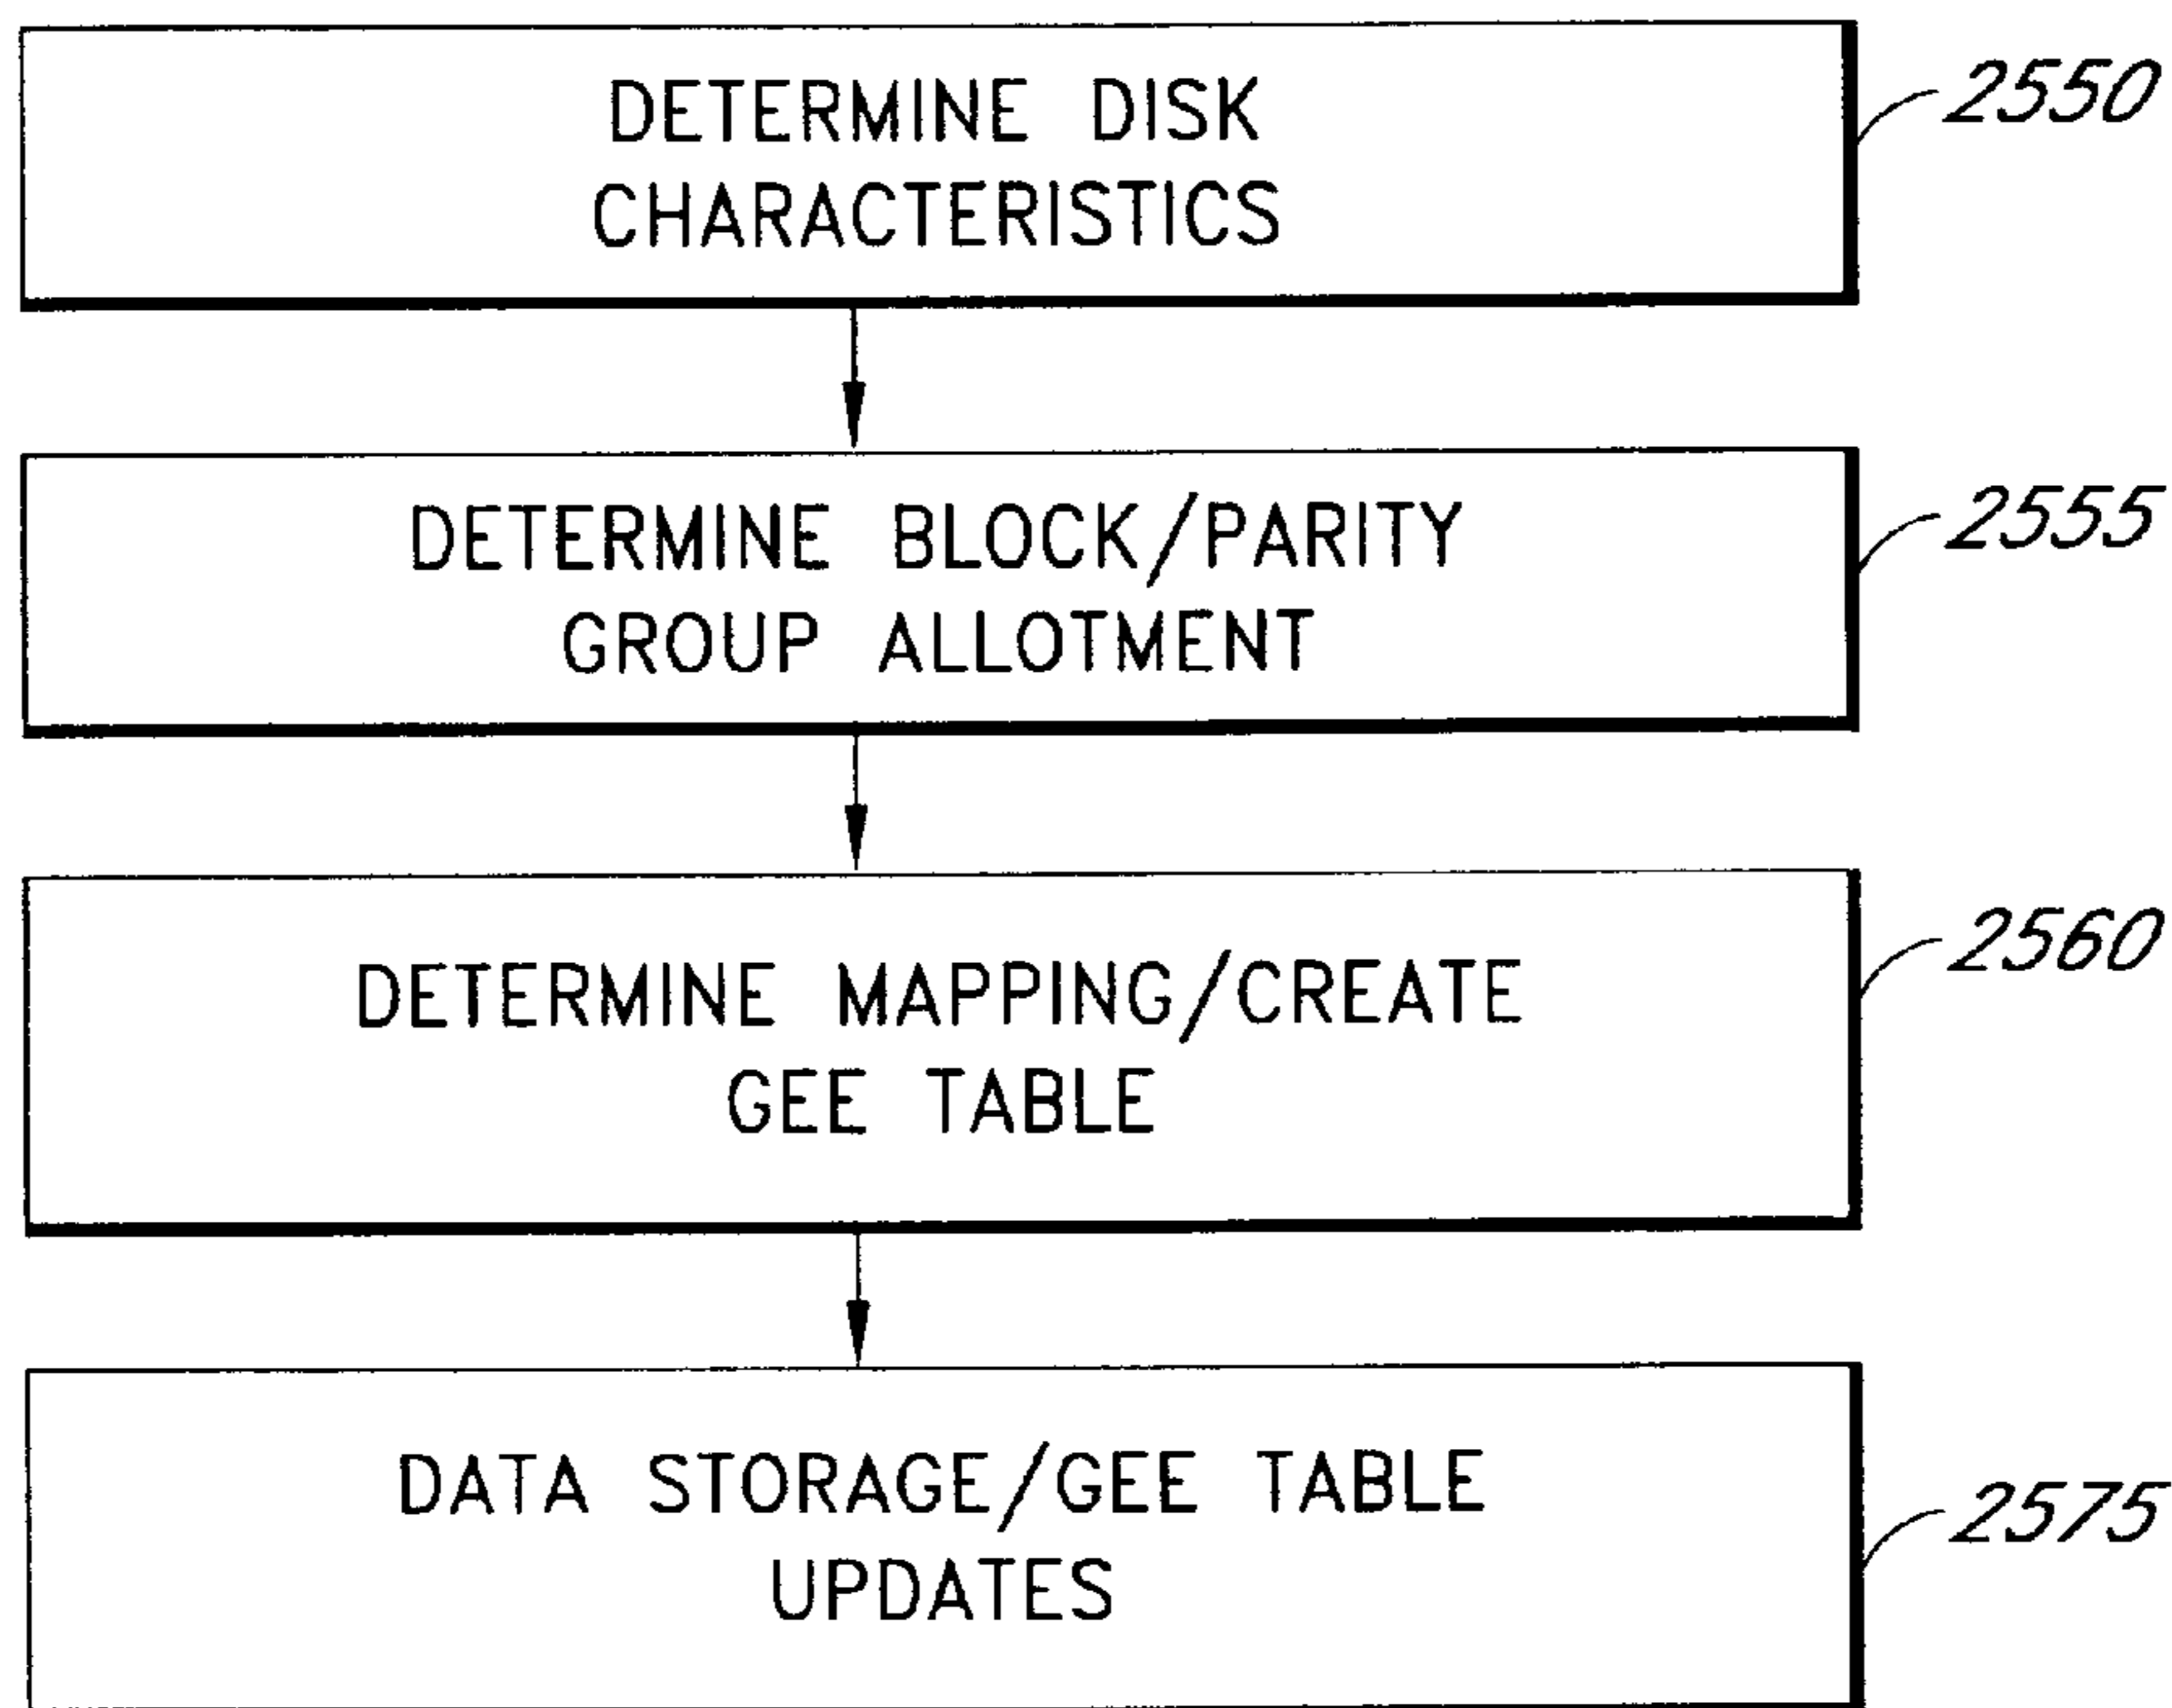 DETERMINE DISK
CHARACTERISTICS
2550
DETERMINE BLOCK/PARITY
GROUP ALLOTMENT
2555
DETERMINE MAPPING/CREATE
GEE TABLE
2560
DATA STORAGE/GEE TABLE
UPDATES
2575